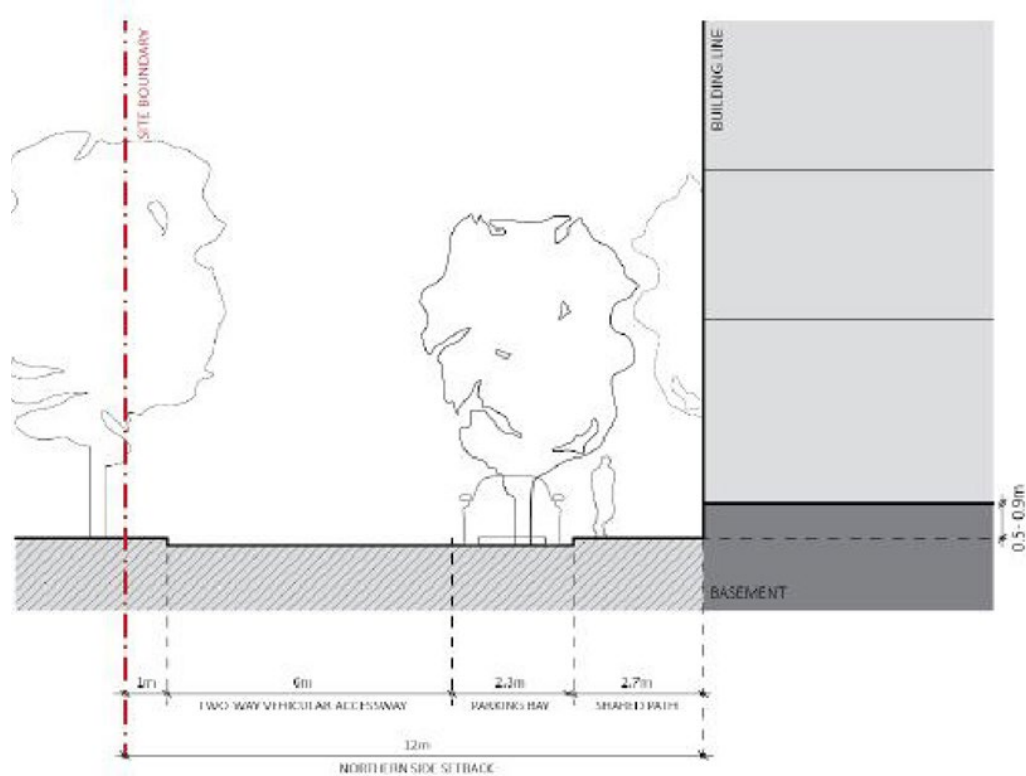 SITE BOUNDARY
BUILDING LINE
0.5 - 0.9m
BASEMENT
1m
6m
2.3m
2.7m
TWO-WAY VEHICULAR ACCESSWAY
PARKING BAY
SHARED PATH
12m
NORTHERN SIDE SETBACK